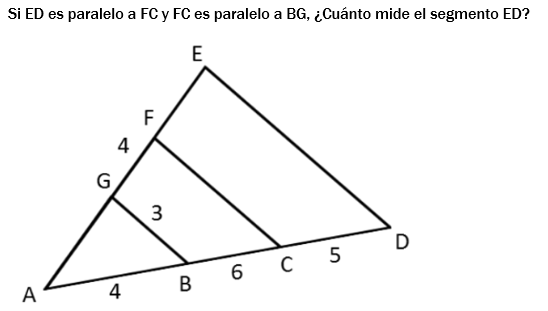 Si ED es paralelo a FC y FC es paralelo a BG, ¿Cuánto mide el segmento ED?
E
F
4
G
3
D
5
C
6
B
4
A